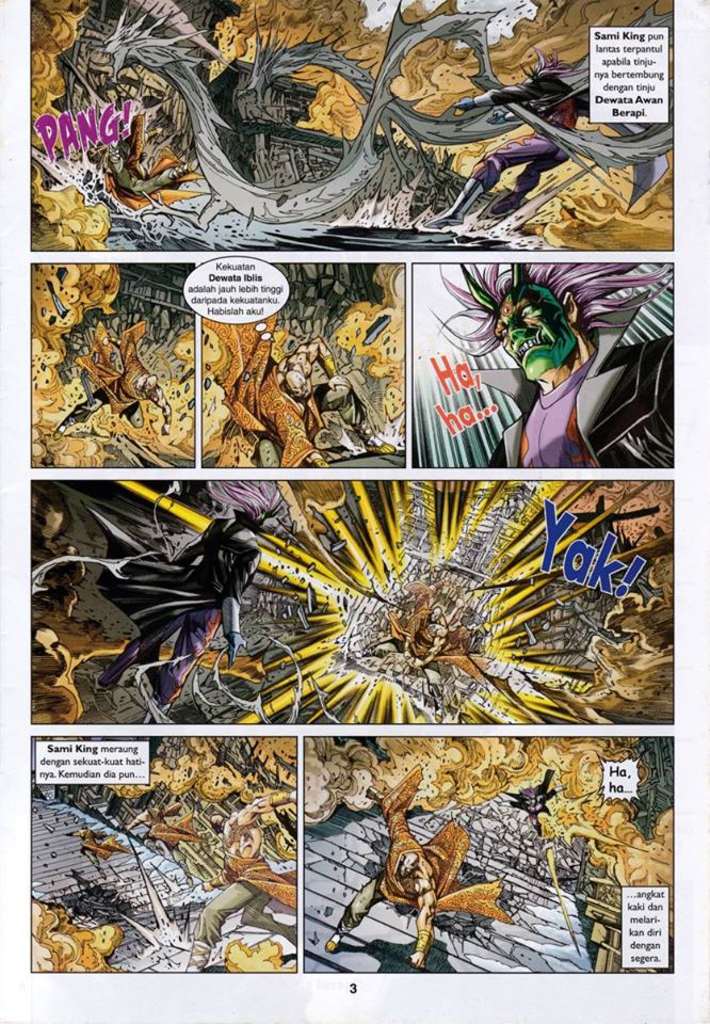 Sami King pun
lantas terpantul
apabila tinju-
nya bertembung
dengan tinju
Dewata Awan
Berapi.
PANG!
Kekuatan
Dewata Iblis
adalah jauh lebih tinggi
daripada kekuatanku.
Habislah aku!
Ha,
ha...
Yak!
Sami King meraung
dengan sekuat-kuat hati-
nya. Kemudian dia pun...
Ha,
ha...
...angkat
kaki dan
melari-
kan diri
dengan
segera.
3